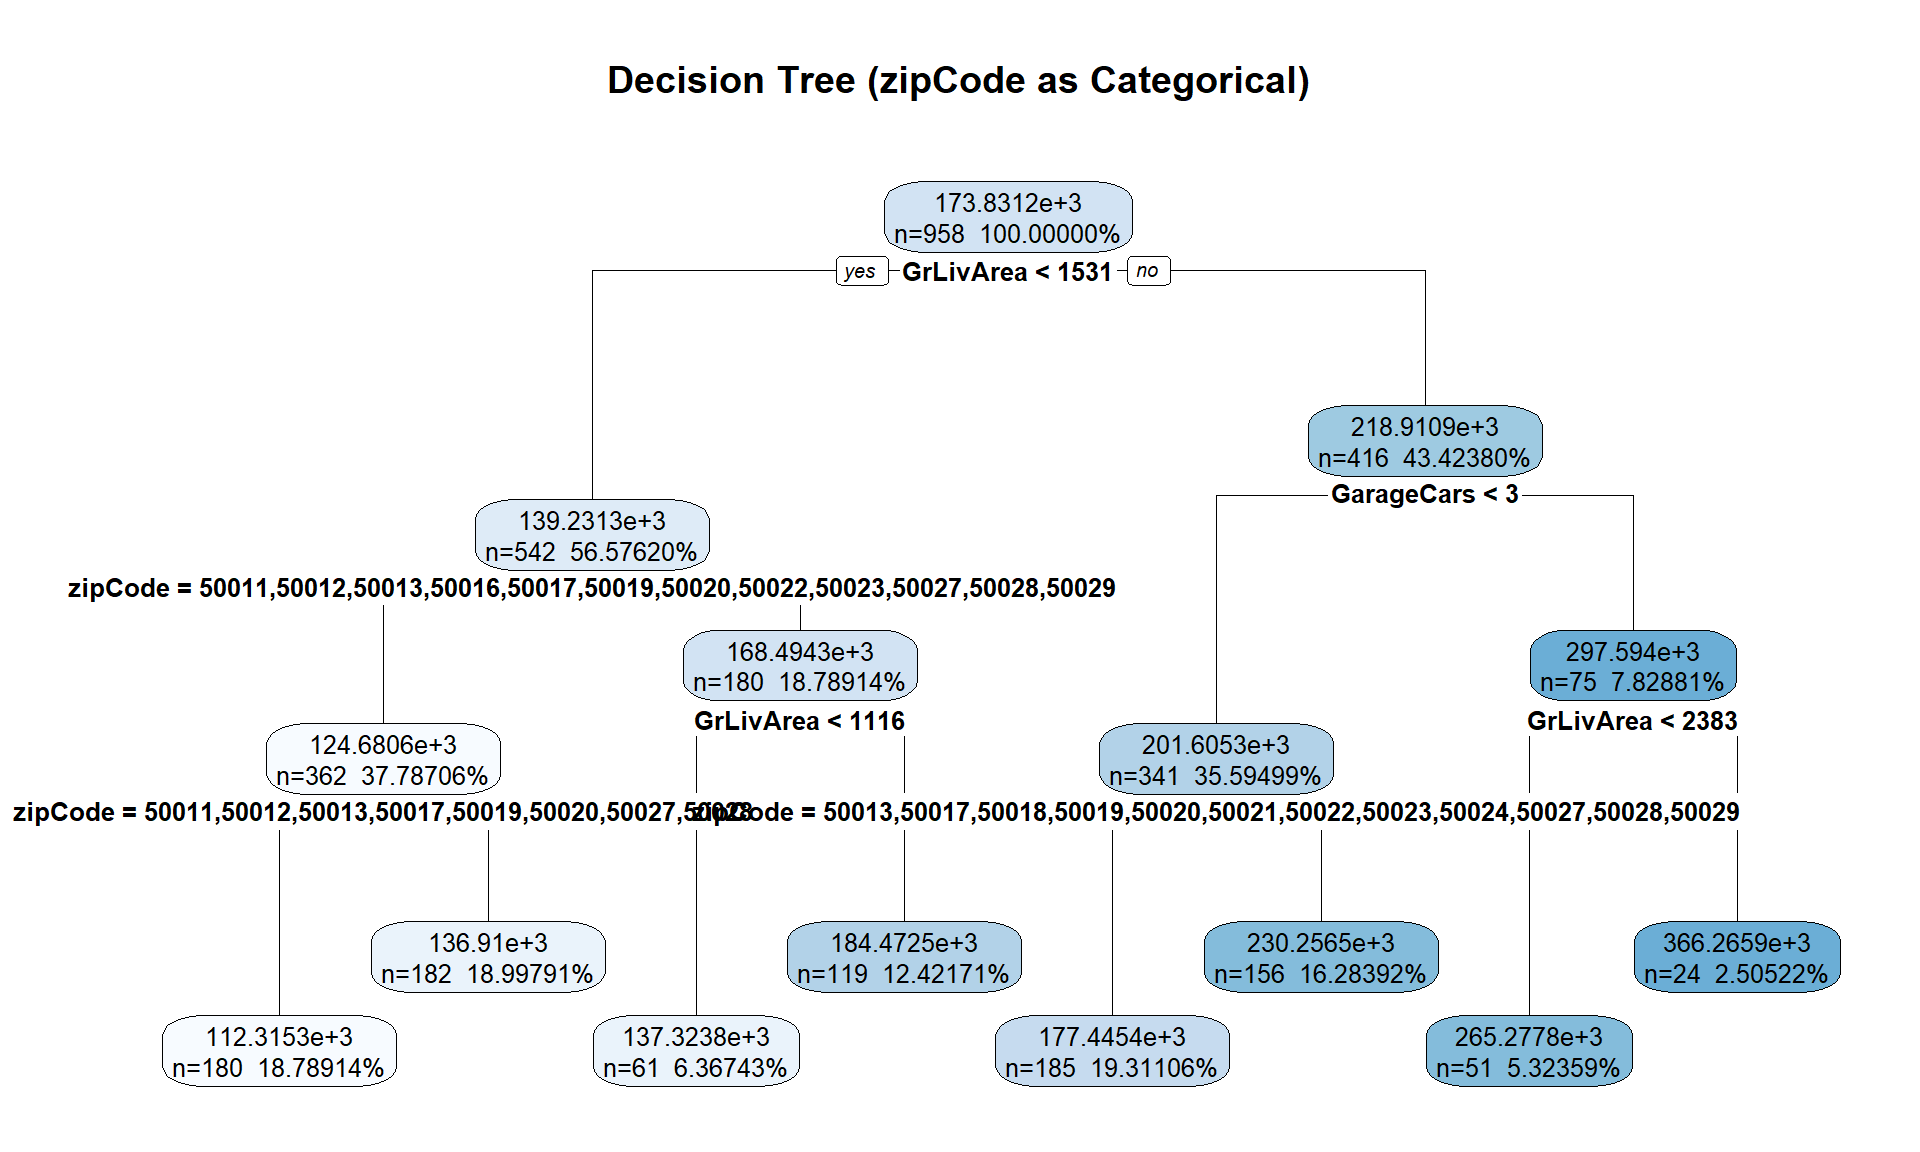 Decision Tree (zipCode as Categorical)
173.8312e+3
n=958 100.00000%
yes
GrLivArea < 1531
no
218.9109e+3
n=416 43.42380%
GarageCars < 3
139.2313e+3
n=542 56.57620%
zipCode = 50011,50012,50013,50016,50017,50019,50020,50022,50023,50027,50028,50029
168.4943e+3
n=180 18.78914%
GrLivArea < 1116
297.594e+3
n=75 7.82881%
GrLivArea < 2383
124.6806e+3
n=362 37.78706%
201.6053e+3
n=341 35.59499%
zipCode = 50011,50012,50013,50017,50019,50020,50027,50028
zipCode = 50013,50017,50018,50019,50020,50021,50022,50023,50024,50027,50028,50029
136.91e+3
n=182 18.99791%
184.4725e+3
n=119 12.42171%
230.2565e+3
n=156 16.28392%
366.2659e+3
n=24 2.50522%
112.3153e+3
n=180 18.78914%
137.3238e+3
n=61 6.36743%
177.4454e+3
n=185 19.31106%
265.2778e+3
n=51 5.32359%